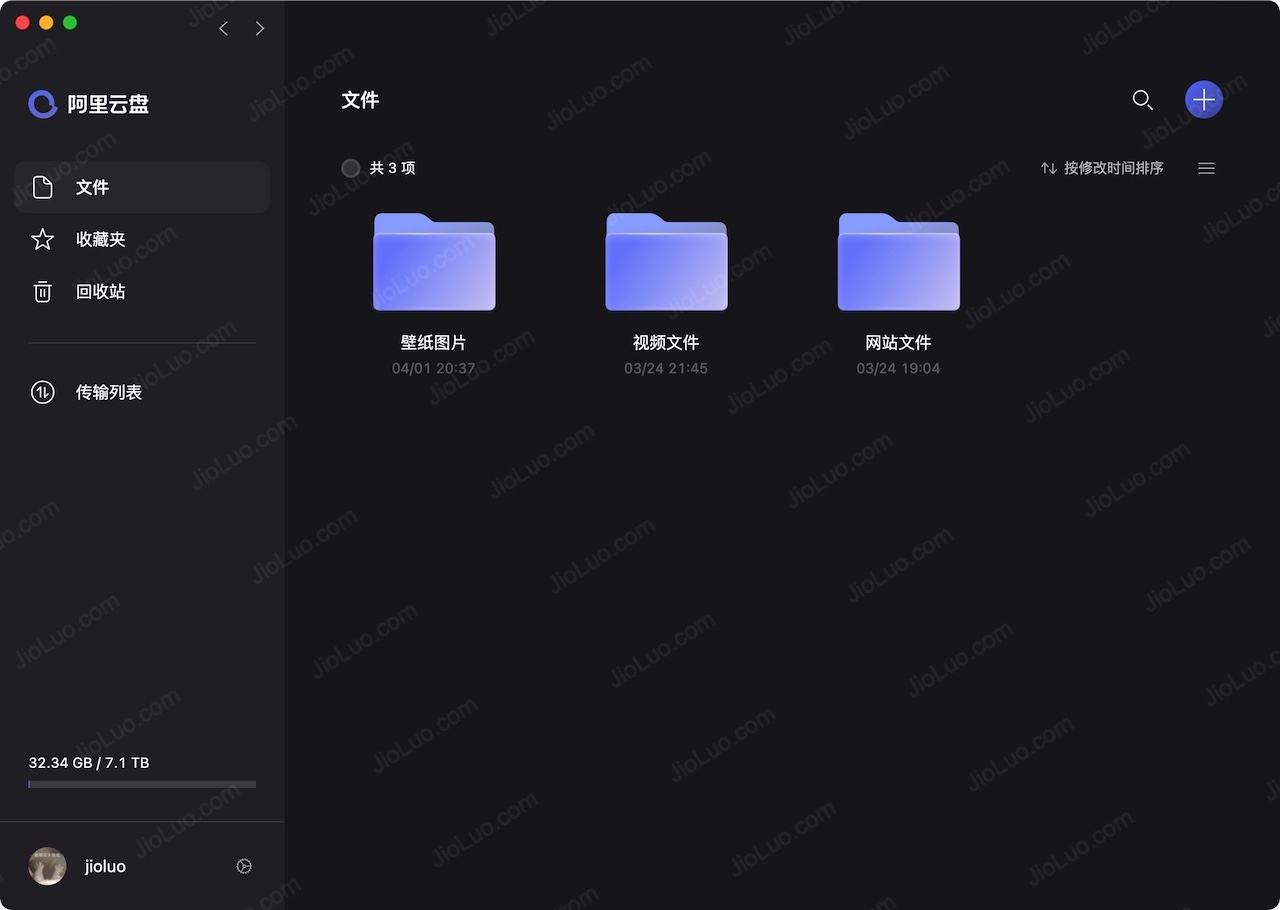 阿里云盘
文件
收藏夹
回收站
传输列表
32.34 GB / 7.1 TB
jioluo
文件
共 3 项
按修改时间排序
壁纸图片
04/01 20:37
视频文件
03/24 21:45
网站文件
03/24 19:04
JioLuo.com